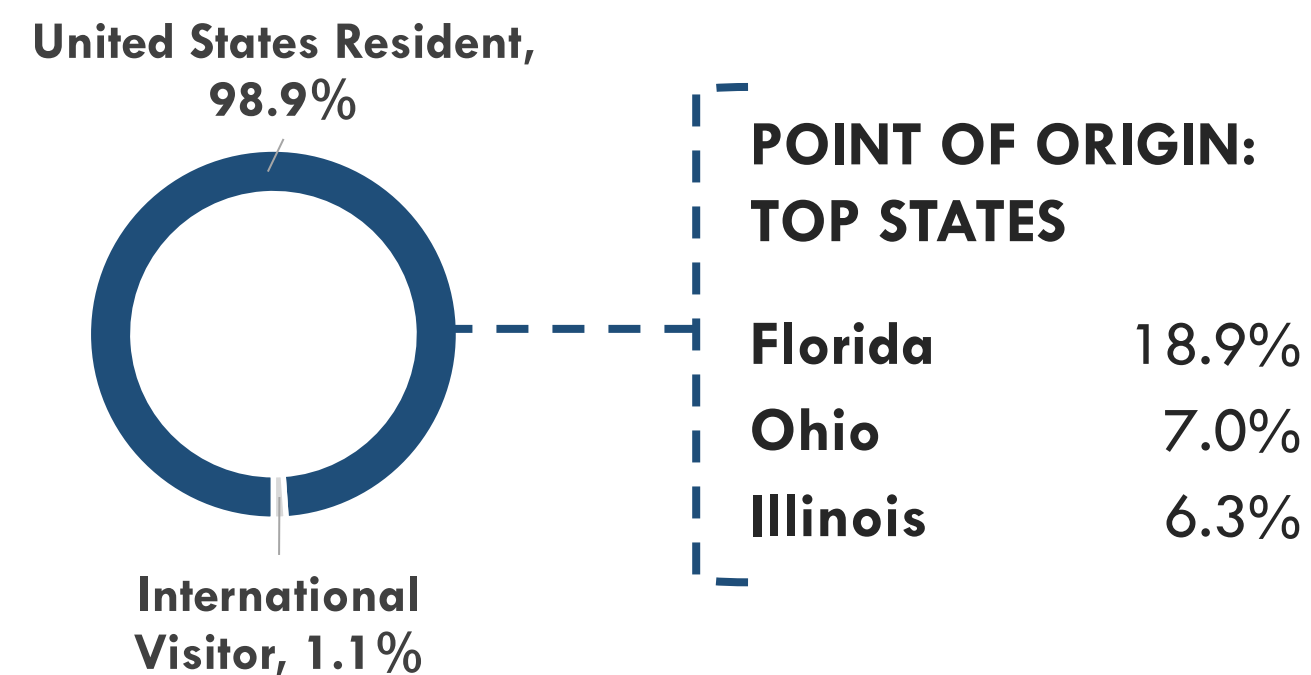 United States Resident,
98.9%
International
Visitor, 1.1%
POINT OF ORIGIN:
TOP STATES
Florida 18.9%
Ohio 7.0%
Illinois 6.3%